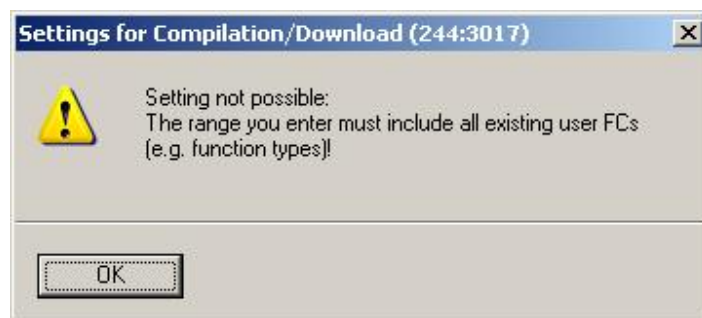 Settings for Compilation/Download (244:3017)
Setting not possible:
The range you enter must include all existing user FCs
(e.g. function types)!
OK